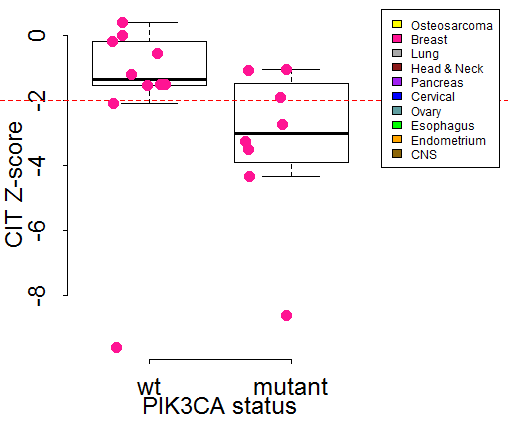 0
-2
-4
-6
-8
CIT Z-score
wt mutant
PIK3CA status
Osteosarcoma
Breast
Lung
Head & Neck
Pancreas
Cervical
Ovary
Esophagus
Endometrium
CNS